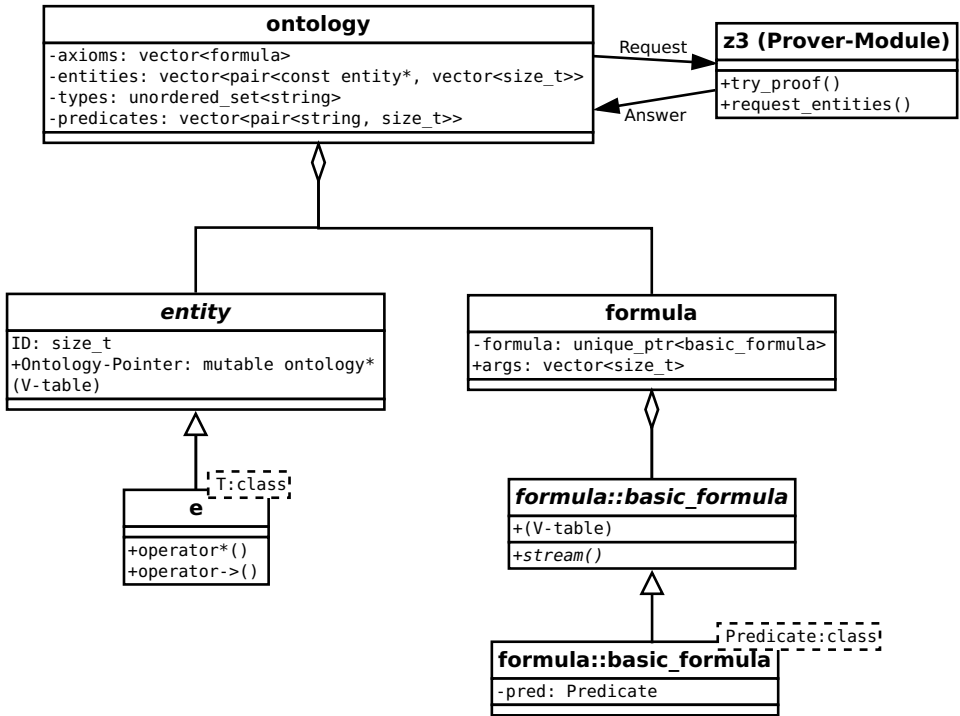 ontology
-axioms: vector<formula>
-entities: vector<pair<const entity*, vector<size_t>>
-types: unordered_set<string>
-predicates: vector<pair<string, size_t>>
Request
Answer
z3 (Prover-Module)
+try_proof()
+request_entities()
entity
ID: size_t
+Ontology-Pointer: mutable ontology*
(V-table)
formula
-formula: unique_ptr<basic_formula>
+args: vector<size_t>
T:class
e
+operator*()
+operator->()
formula::basic_formula
+(V-table)
+stream()
Predicate:class
formula::basic_formula
-pred: Predicate